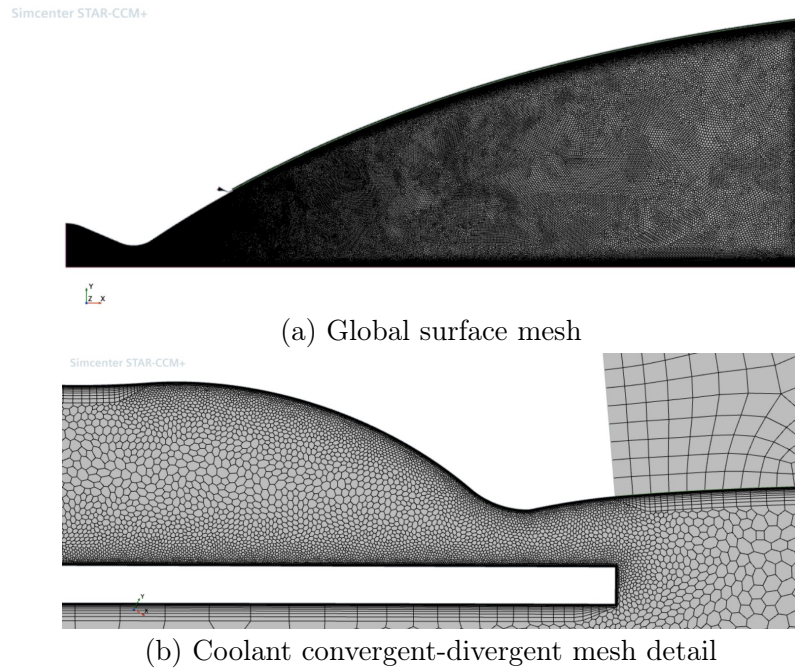 Simcenter STAR-CCM+
Y
Z X
(a) Global surface mesh
Simcenter STAR-CCM+
Y
X
(b) Coolant convergent-divergent mesh detail